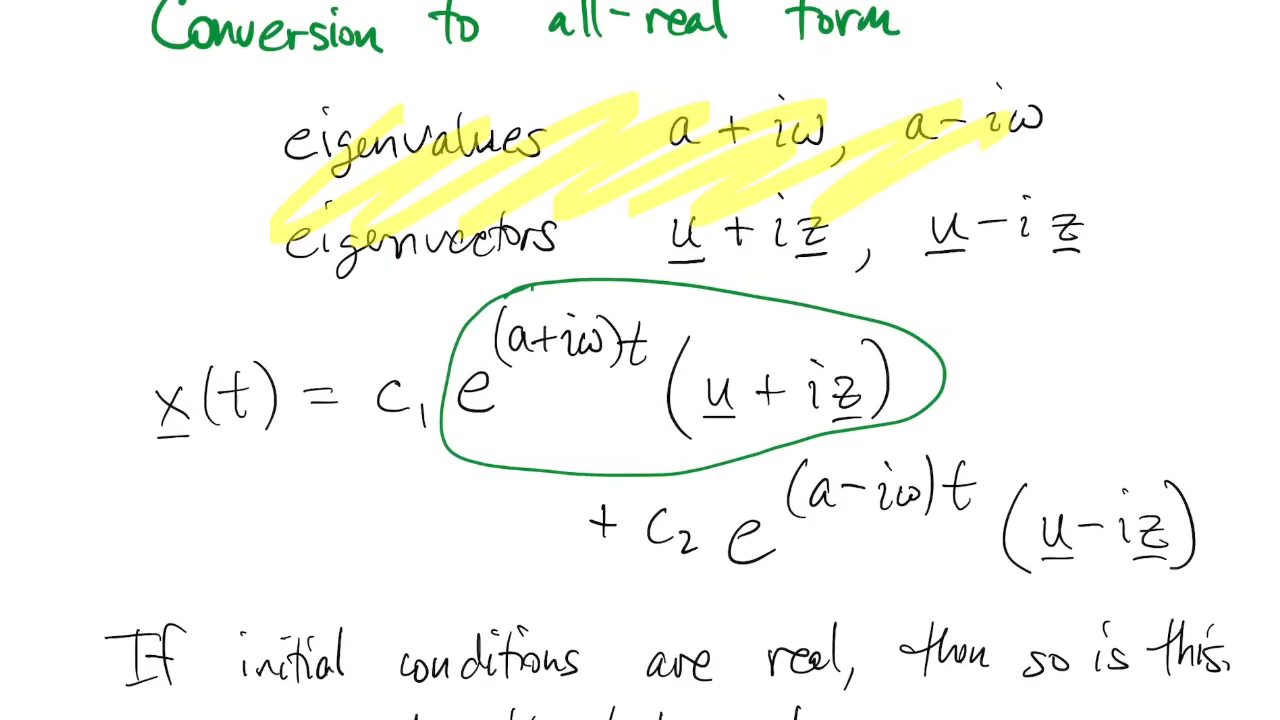 Conversion to all-real form
eigenvalues a + iω, a - iω
eigenvectors u + iz, u - iz
x(t) = c₁ e^(a+iω)t (u + iz)
+ c₂ e^(a-iω)t (u - iz)
If initial conditions are real, then so is this.